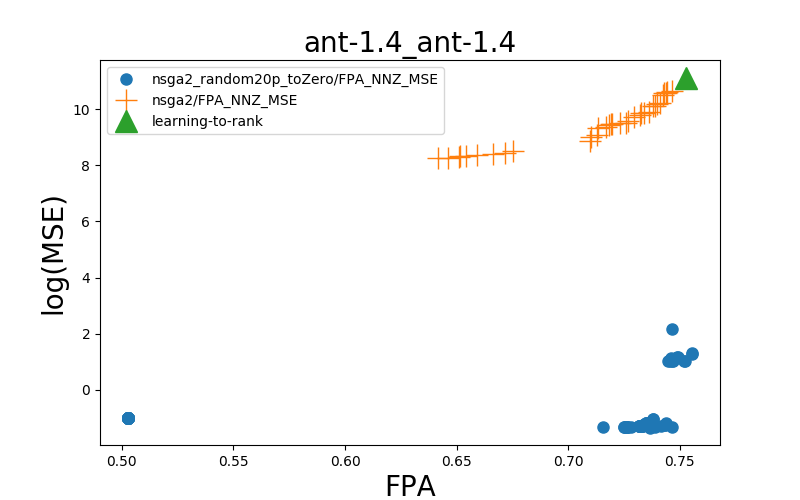 ant-1.4_ant-1.4
nsga2_random20p_toZero/FPA_NNZ_MSE
nsga2/FPA_NNZ_MSE
learning-to-rank
log(MSE)
10
8
6
4
2
0
0.50 0.55 0.60 0.65 0.70 0.75
FPA